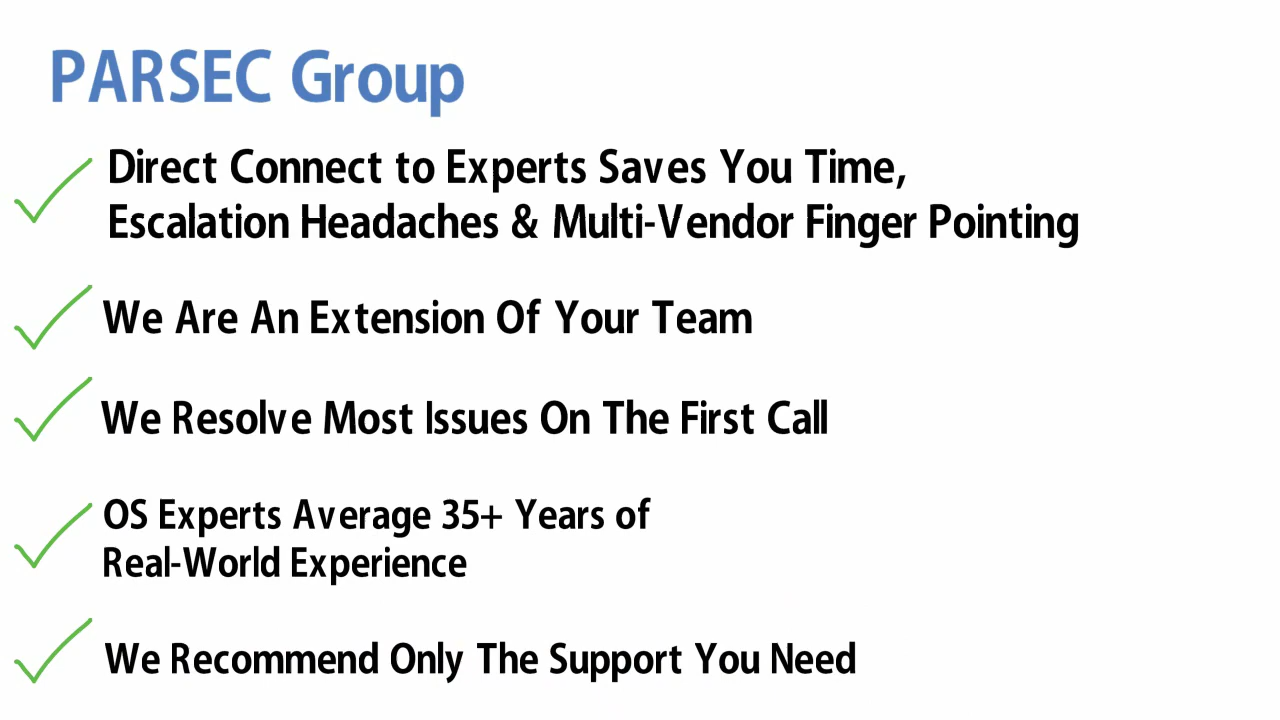 PARSEC Group
Direct Connect to Experts Saves You Time,
Escalation Headaches & Multi-Vendor Finger Pointing
We Are An Extension Of Your Team
We Resolve Most Issues On The First Call
OS Experts Average 35+ Years of
Real-World Experience
We Recommend Only The Support You Need